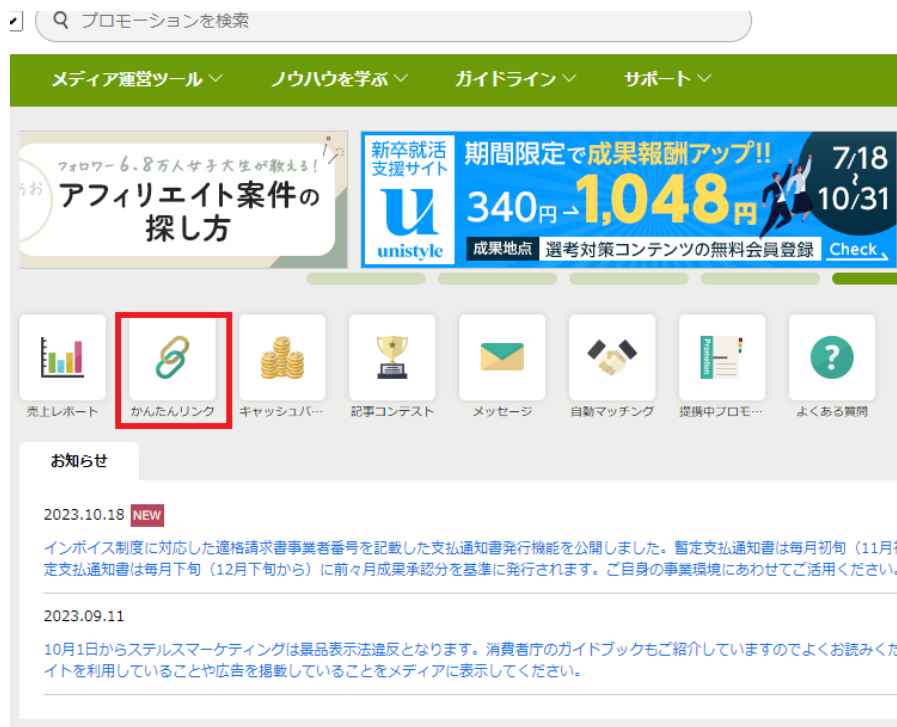 プロモーションを検索
メディア運営ツール ノウハウを学ぶ ガイドライン サポート
フォロワー6.8万人女子大生が教える!
アフィリエイト案件の
探し方
新卒就活
支援サイト
u
unistyle
期間限定で成果報酬アップ!!
340円→1,048円
成果地点 選考対策コンテンツの無料会員登録 Check
7/18
~
10/31
売上レポート かんたんリンク キャッシュバ… 記事コンテスト メッセージ 自動マッチング 提携中プロモ… よくある質問
Promotion
お知らせ
2023.10.18 NEW
インボイス制度に対応した適格請求書事業者番号を記載した支払通知書発行機能を公開しました。暫定支払通知書は毎月初旬（11月
定支払通知書は毎月下旬（12月下旬から）に前々月成果承認分を基準に発行されます。ご自身の事業環境にあわせてご活用ください。
2023.09.11
10月1日からステルスマーケティングは景品表示法違反となります。消費者庁のガイドブックもご紹介していますのでよくお読みくだ
イトを利用していることや広告を掲載していることをメディアに表示してください。